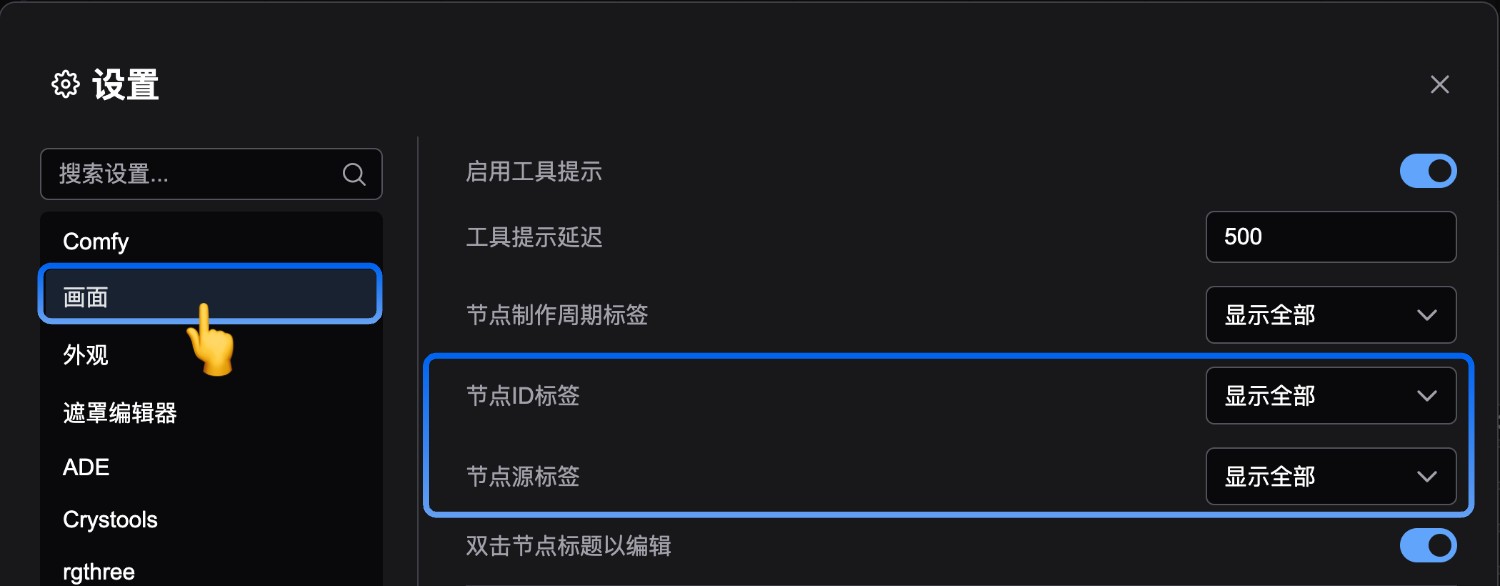 设置
搜索设置...
Comfy
画面
外观
遮罩编辑器
ADE
Crystools
rgthree
启用工具提示
工具提示延迟
500
节点制作周期标签
显示全部
节点ID标签
显示全部
节点源标签
显示全部
双击节点标题以编辑